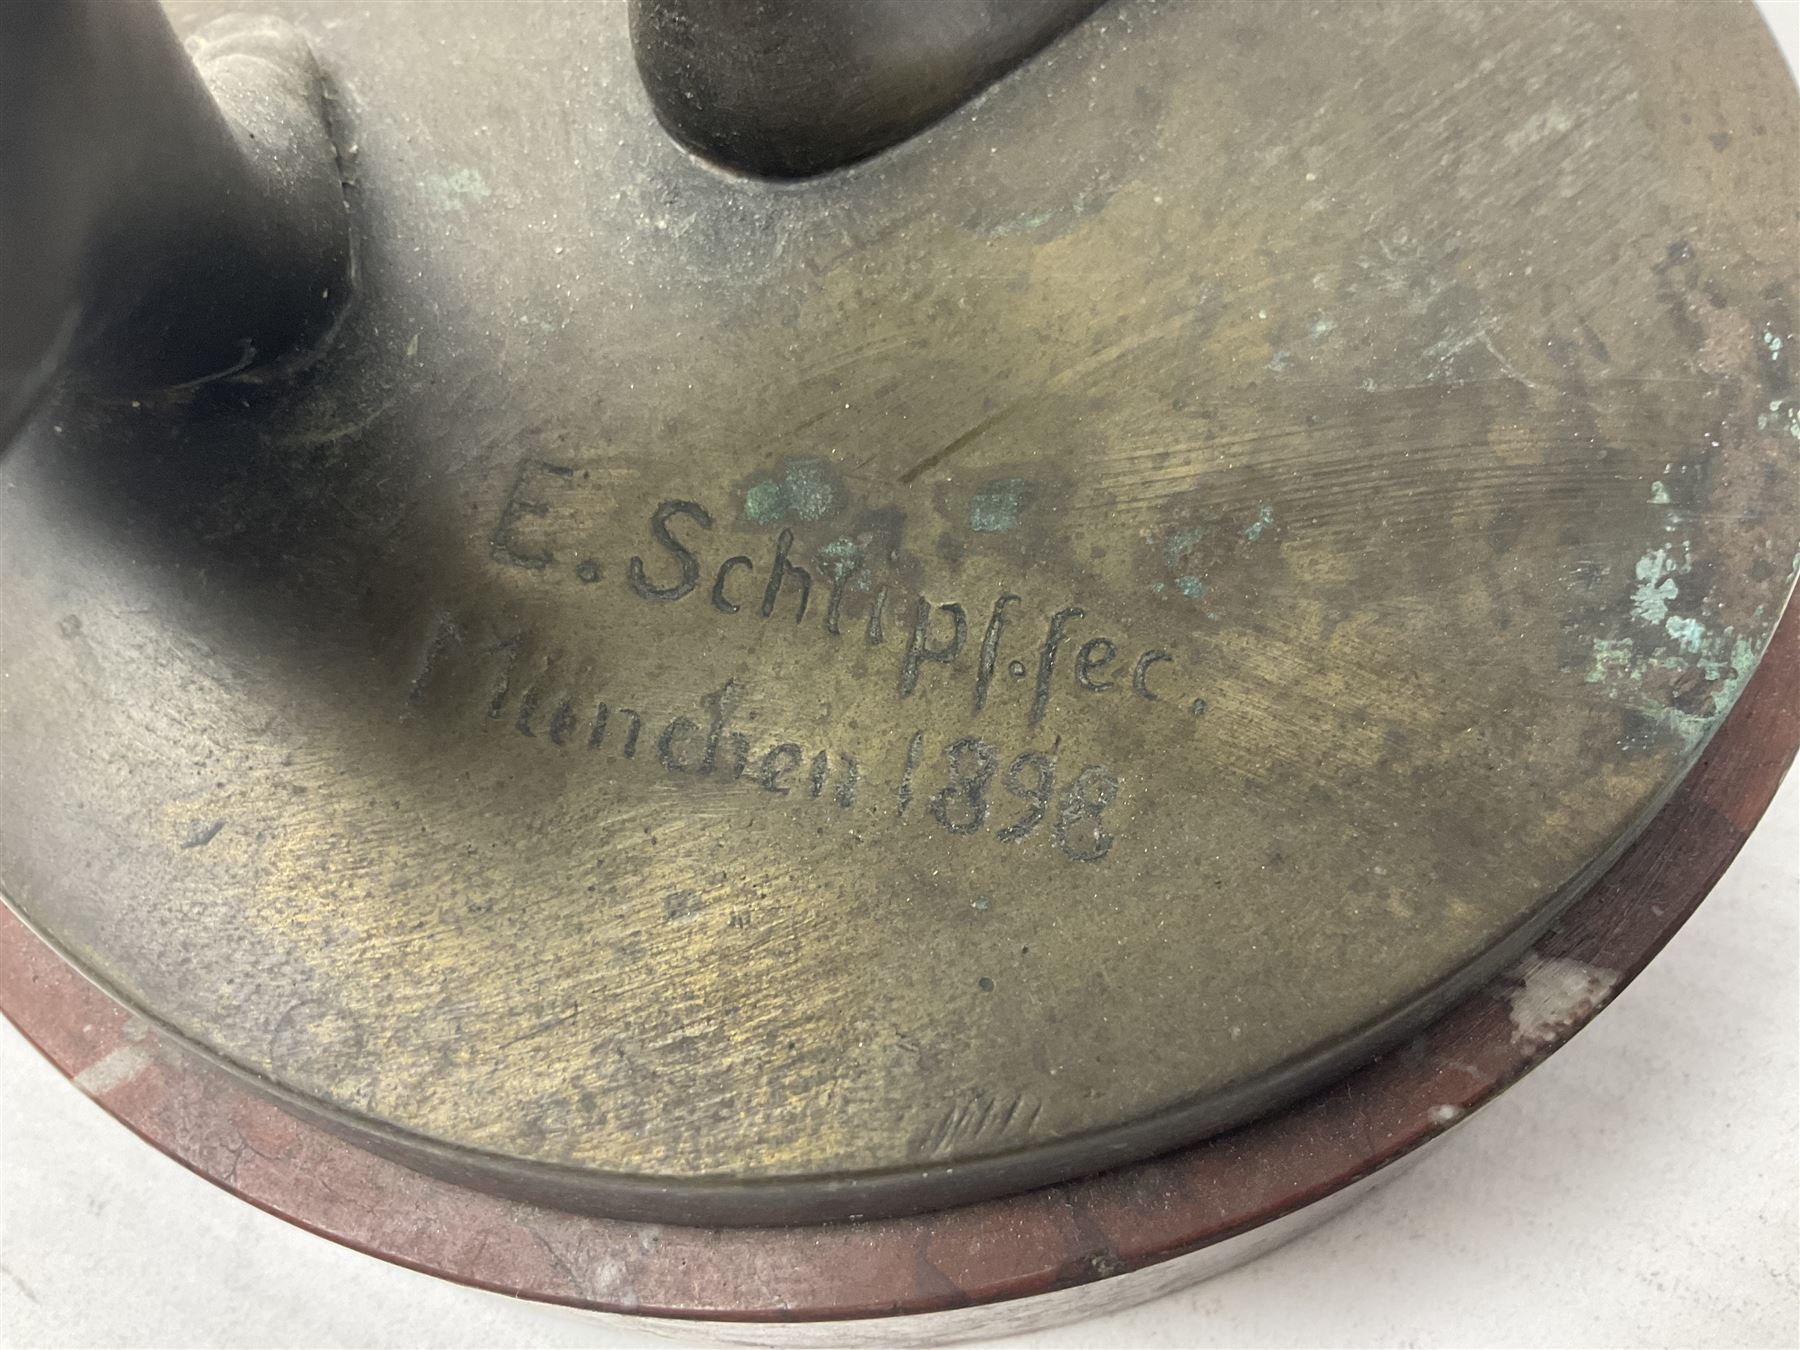 E. Schlipf. fec.
München 1898